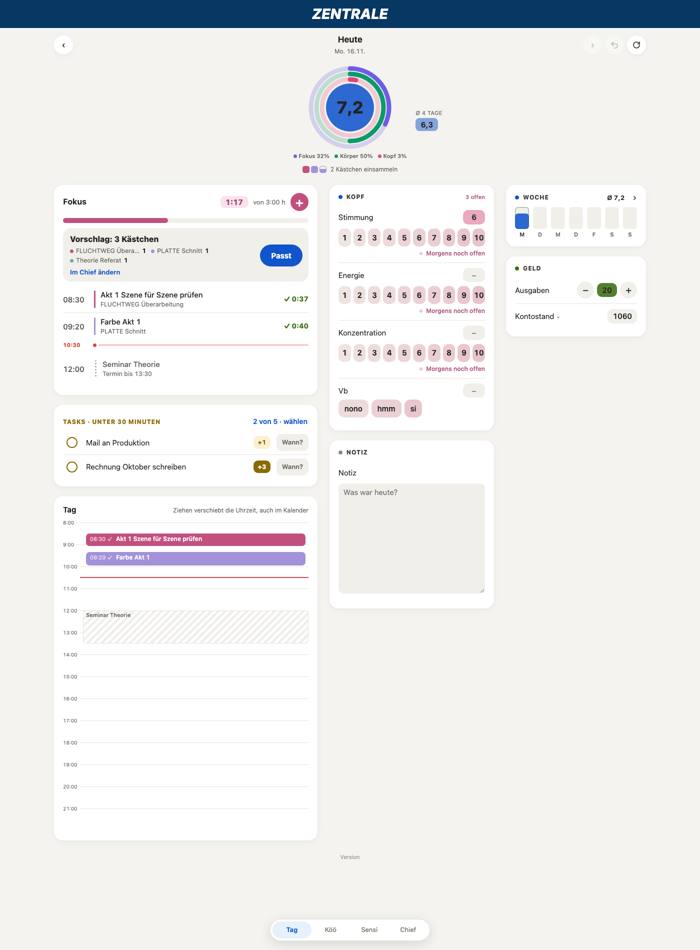 ZENTRALE
Heute
Mo. 16.11.
7,2
Ø 4 TAGE
6,3
Fokus 32% Körper 50% Kopf 3%
2 Kästchen einsammeln
Fokus
1:17 von 3:00 h
Vorschlag: 3 Kästchen
FLUCHTWEG Übera... 1 PLATTE Schnitt 1
Theorie Referat 1
Im Chief ändern
Passt
08:30 Akt 1 Szene für Szene prüfen
FLUCHTWEG Überarbeitung
✓ 0:37
09:20 Farbe Akt 1
PLATTE Schnitt
✓ 0:40
10:30
12:00 Seminar Theorie
Termin bis 13:30
TASKS · UNTER 30 MINUTEN 2 von 5 · wählen
Mail an Produktion +1 Wann?
Rechnung Oktober schreiben +3 Wann?
Tag Ziehen verschiebt die Uhrzeit, auch im Kalender
8:00
08:30 ✓ Akt 1 Szene für Szene prüfen
9:00
09:20 ✓ Farbe Akt 1
10:00
11:00
12:00
Seminar Theorie
13:00
14:00
15:00
16:00
17:00
18:00
19:00
20:00
21:00
KOPF 3 offen
Stimmung 6
1 2 3 4 5 6 7 8 9 10
Morgens noch offen
Energie –
1 2 3 4 5 6 7 8 9 10
Morgens noch offen
Konzentration –
1 2 3 4 5 6 7 8 9 10
Morgens noch offen
Vb –
nono hmm si
NOTIZ
Notiz
Was war heute?
WOCHE Ø 7,2 ›
M D M D F S S
GELD
Ausgaben − 20 +
Kontostand 1060
Version
Tag Köö Sensi Chief